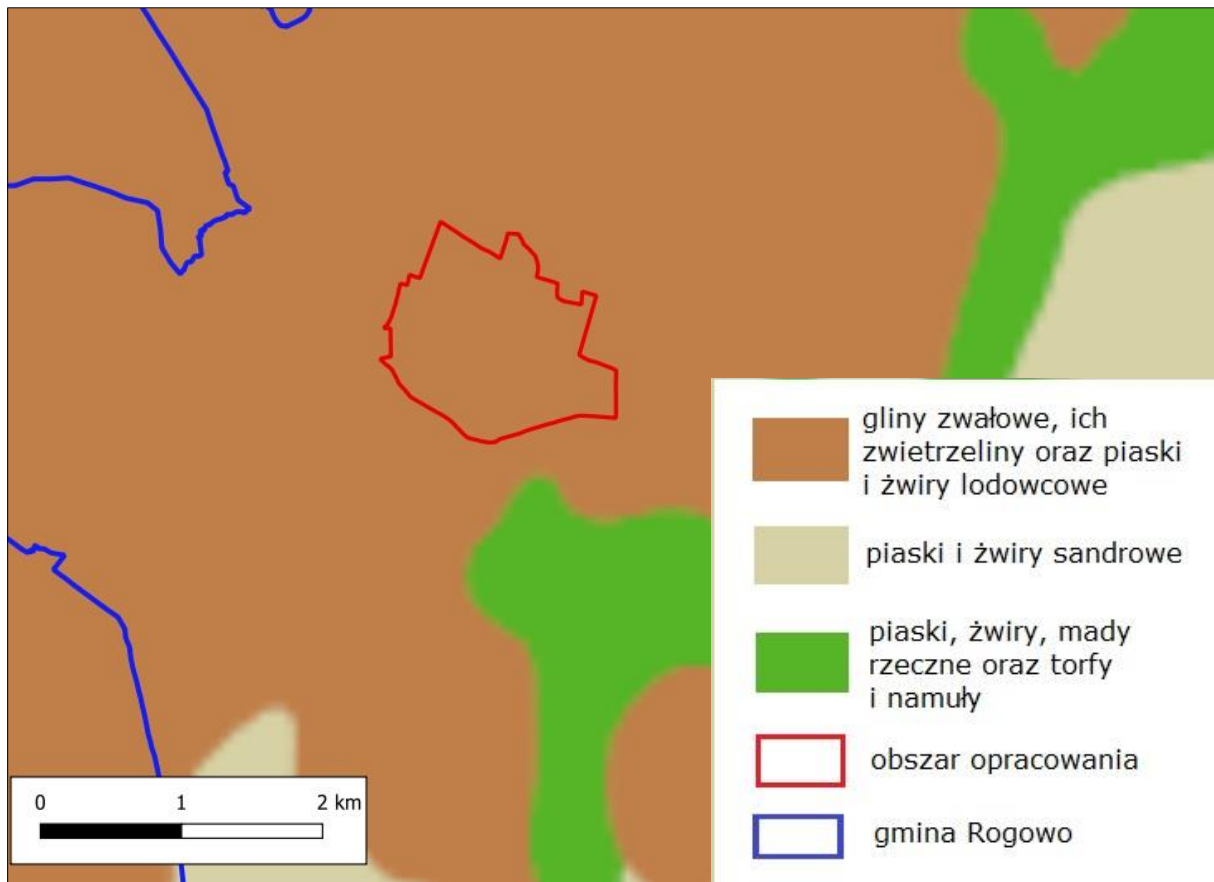 gliny zwałowe, ich
zwietrzeliny oraz piaski
i żwiry lodowcowe
piaski i żwiry sandrowe
piaski, żwiry, mady
rzeczne oraz torfy
i namuły
obszar opracowania
gmina Rogowo
0 1 2 km